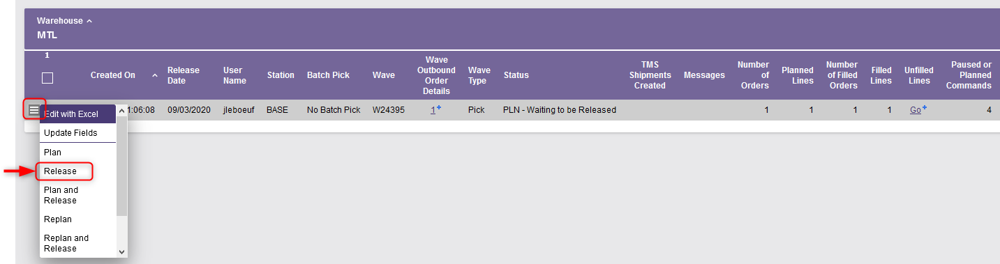 Warehouse
MTL
1
Created On
Release
Date
User
Name
Station
Batch Pick
Wave
Wave
Outbound
Order
Details
Wave
Type
Status
TMS
Shipments
Created
Messages
Number
of
Orders
Planned
Lines
Number
of Filled
Orders
Filled
Lines
Unfilled
Lines
Paused or
Planned
Commands
1:06:08 09/03/2020 jleboeuf BASE No Batch Pick W24395 1+ Pick PLN - Waiting to be Released 1 1 1 1 Go+ 4
Edit with Excel
Update Fields
Plan
Release
Plan and
Release
Replan
Replan and
Release